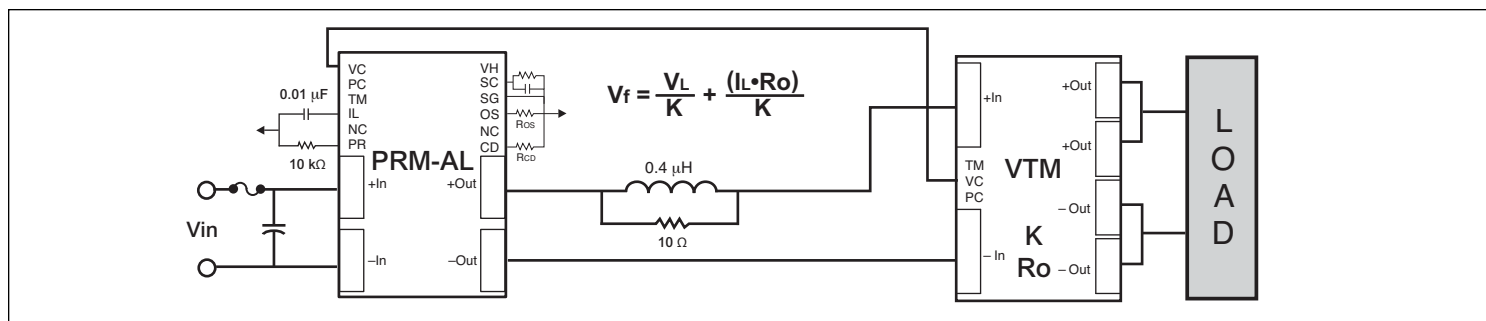 VC
PC
TM
IL
NC
PR
VH
SC
SG
OS
NC
CD
0.01 µF
10 kΩ
ROS
RCD
PRM-AL
+In
–In
+Out
–Out
Vin
Vf = VL/K + (IL•Ro)/K
0.4 µH
10 Ω
+In
TM
VC
PC
– In
VTM
K
Ro
+Out
+Out
– Out
– Out
LOAD